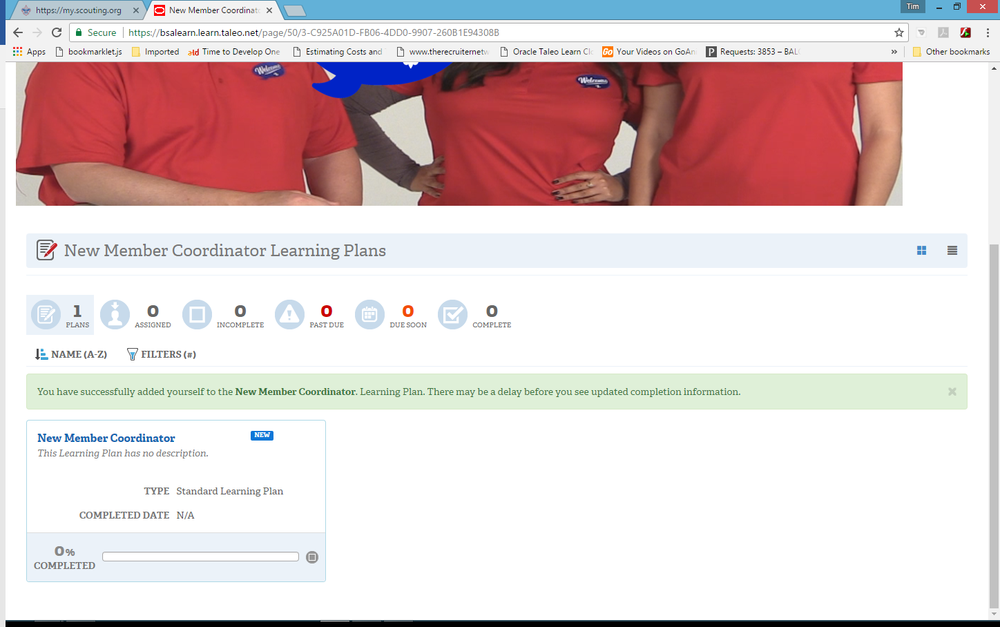 https://my.scouting.org
New Member Coordinato
Tim
Secure
https://bsalearn.learn.taleo.net/page/50/3-C925A01D-FB06-4DD0-9907-260B1E94308B
Apps
bookmarklet.js
Imported
Time to Develop One
Estimating Costs and
www.therecruiternetw
Oracle Taleo Learn Clo
Your Videos on GoAni
Requests: 3853 – BAL
»
Other bookmarks
Welcome
Welcome
New Member Coordinator Learning Plans
1 PLANS
0 ASSIGNED
0 INCOMPLETE
0 PAST DUE
0 DUE SOON
0 COMPLETE
NAME (A-Z)
FILTERS (#)
You have successfully added yourself to the New Member Coordinator. Learning Plan. There may be a delay before you see updated completion information.
New Member Coordinator
NEW
This Learning Plan has no description.
TYPE Standard Learning Plan
COMPLETED DATE N/A
0%
COMPLETED